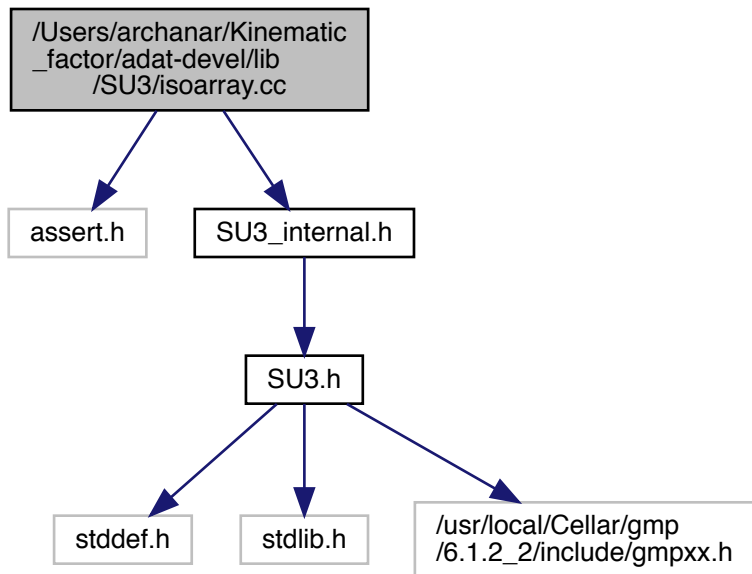 /Users/archanar/Kinematic
_factor/adat-devel/lib
/SU3/isoarray.cc
assert.h
SU3_internal.h
SU3.h
stddef.h
stdlib.h
/usr/local/Cellar/gmp
/6.1.2_2/include/gmpxx.h